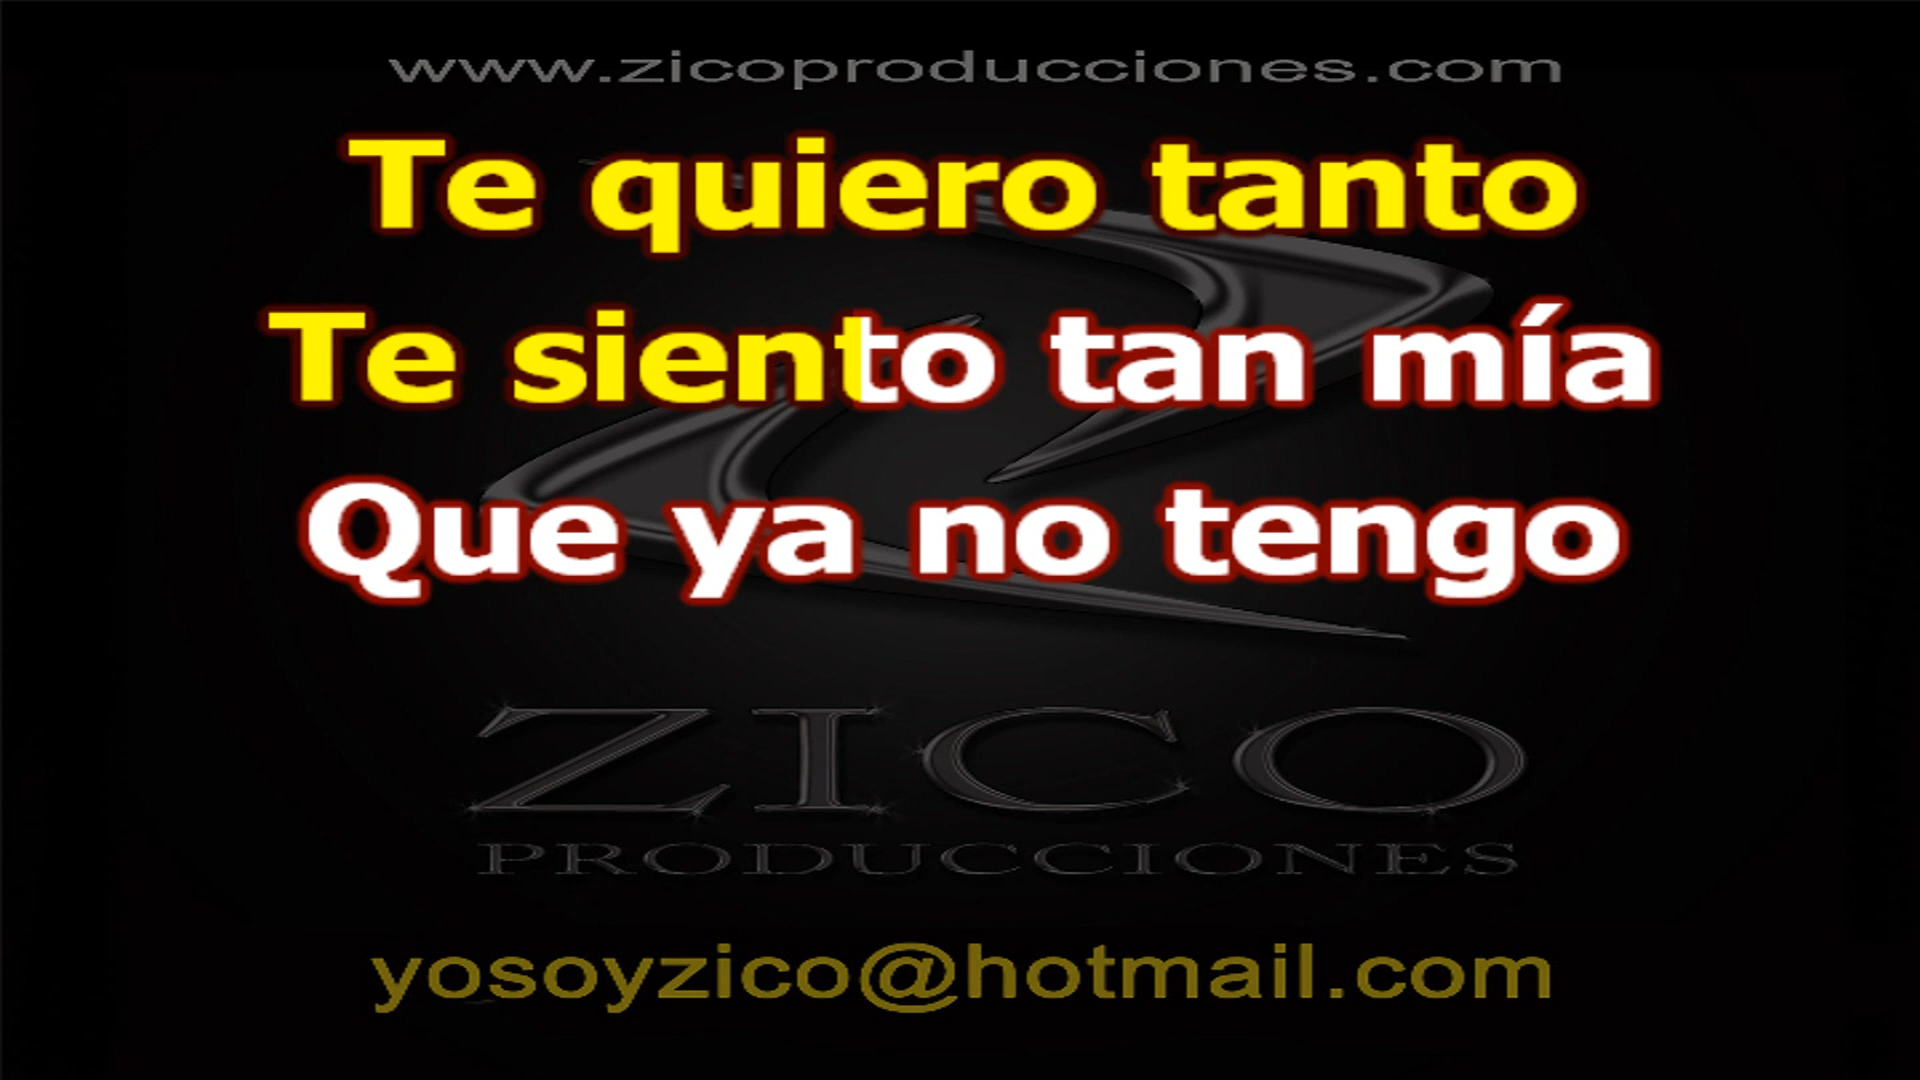 www.zicoproducciones.com
Te quiero tanto
Te siento tan mía
Que ya no tengo
ZICO
PRODUCCIONES
yosoyzico@hotmail.com